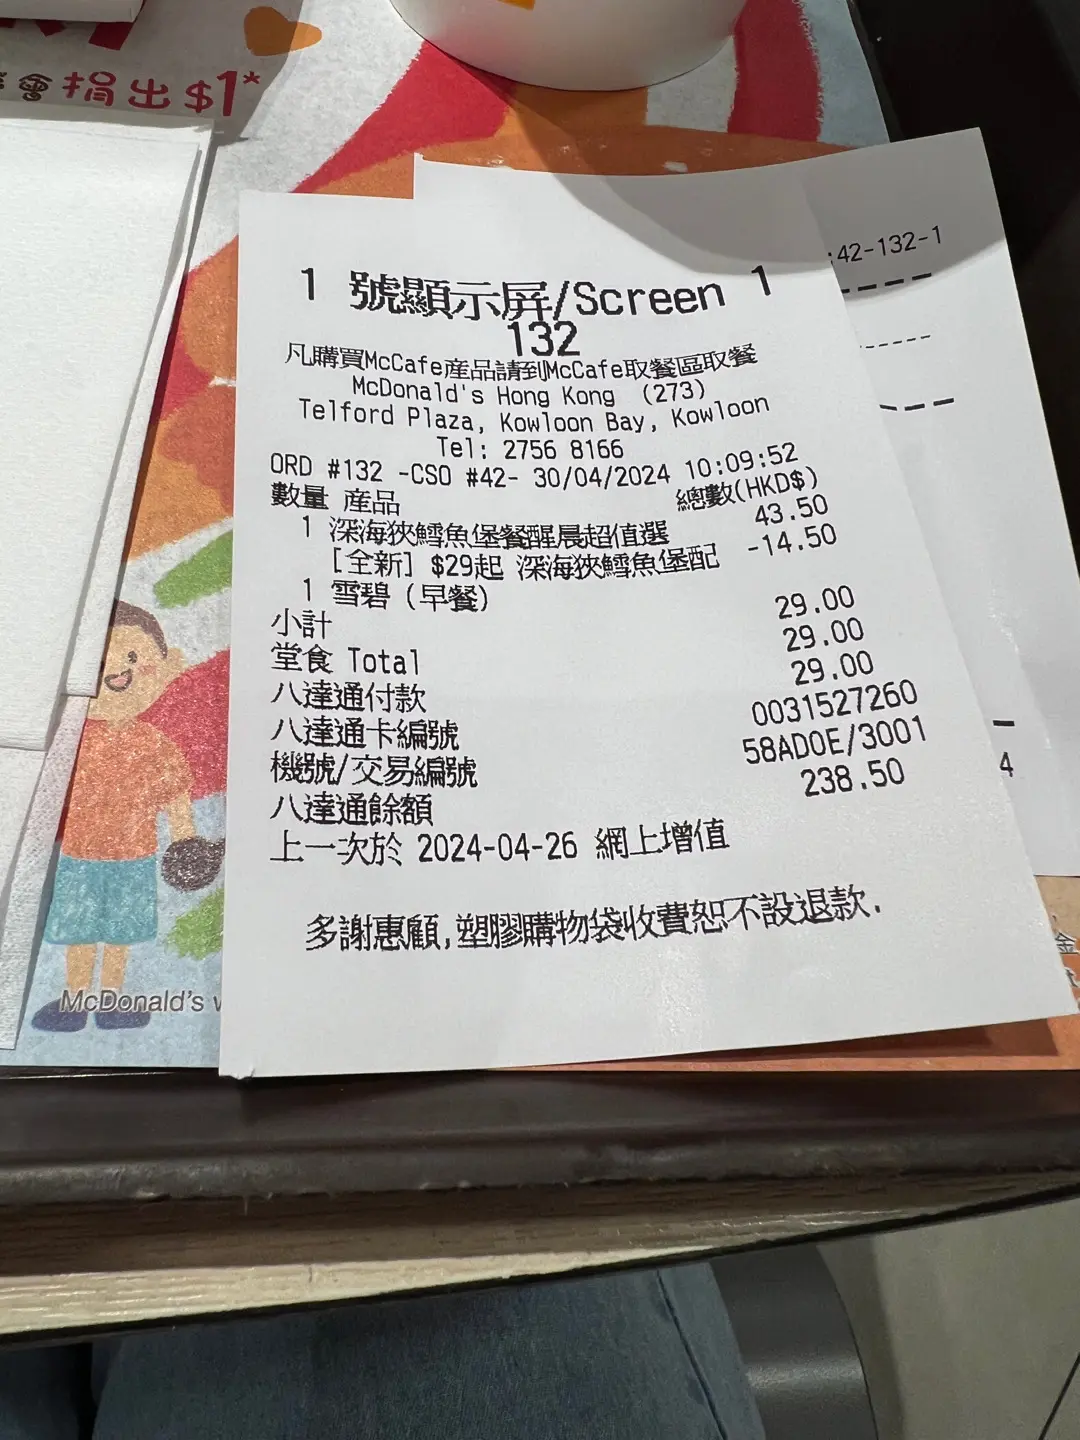 會捐出$1*
:42-132-1
1 號顯示屏/Screen 1
132
凡購買McCafe產品請到McCafe取餐區取餐
McDonald's Hong Kong (273)
Telford Plaza, Kowloon Bay, Kowloon
Tel: 2756 8166
ORD #132 -CSO #42- 30/04/2024 10:09:52
數量 產品 總數(HKD$)
1 深海狹鱈魚堡餐醒晨超值選 43.50
[全新] $29起 深海狹鱈魚堡配 -14.50
1 雪碧 (早餐)
小計 29.00
堂食 Total 29.00
八達通付款 29.00
八達通卡編號 0031527260
機號/交易編號 58AD0E/3001
八達通餘額 238.50
上一次於 2024-04-26 網上增值
多謝惠顧,塑膠購物袋收費恕不設退款.
4
金
McDonald's